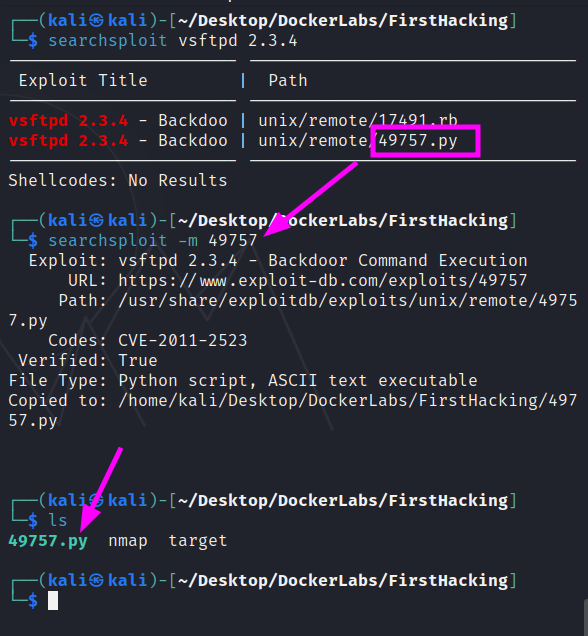 ┌──(kali㉿kali)-[~/Desktop/DockerLabs/FirstHacking]
└─$ searchsploit vsftpd 2.3.4
Exploit Title | Path
vsftpd 2.3.4 - Backdoo | unix/remote/17491.rb
vsftpd 2.3.4 - Backdoo | unix/remote/49757.py
Shellcodes: No Results
┌──(kali㉿kali)-[~/Desktop/DockerLabs/FirstHacking]
└─$ searchsploit -m 49757
Exploit: vsftpd 2.3.4 - Backdoor Command Execution
URL: https://www.exploit-db.com/exploits/49757
Path: /usr/share/exploitdb/exploits/unix/remote/4975
7.py
Codes: CVE-2011-2523
Verified: True
File Type: Python script, ASCII text executable
Copied to: /home/kali/Desktop/DockerLabs/FirstHacking/497
57.py
┌──(kali㉿kali)-[~/Desktop/DockerLabs/FirstHacking]
└─$ ls
49757.py nmap target
┌──(kali㉿kali)-[~/Desktop/DockerLabs/FirstHacking]
└─$